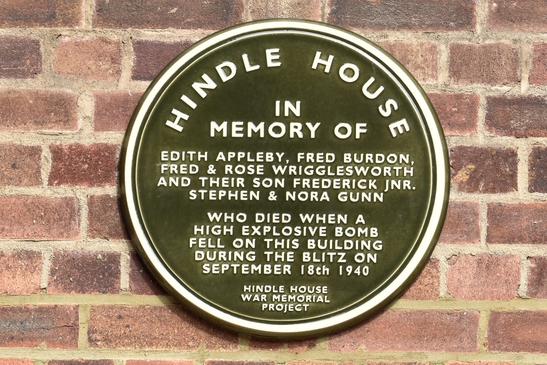 HINDLE HOUSE
IN
MEMORY OF
EDITH APPLEBY, FRED BURDON,
FRED & ROSE WRIGGLESWORTH
AND THEIR SON FREDERICK JNR.
STEPHEN & NORA GUNN
WHO DIED WHEN A
HIGH EXPLOSIVE BOMB
FELL ON THIS BUILDING
DURING THE BLITZ ON
SEPTEMBER 18th 1940
HINDLE HOUSE
WAR MEMORIAL
PROJECT